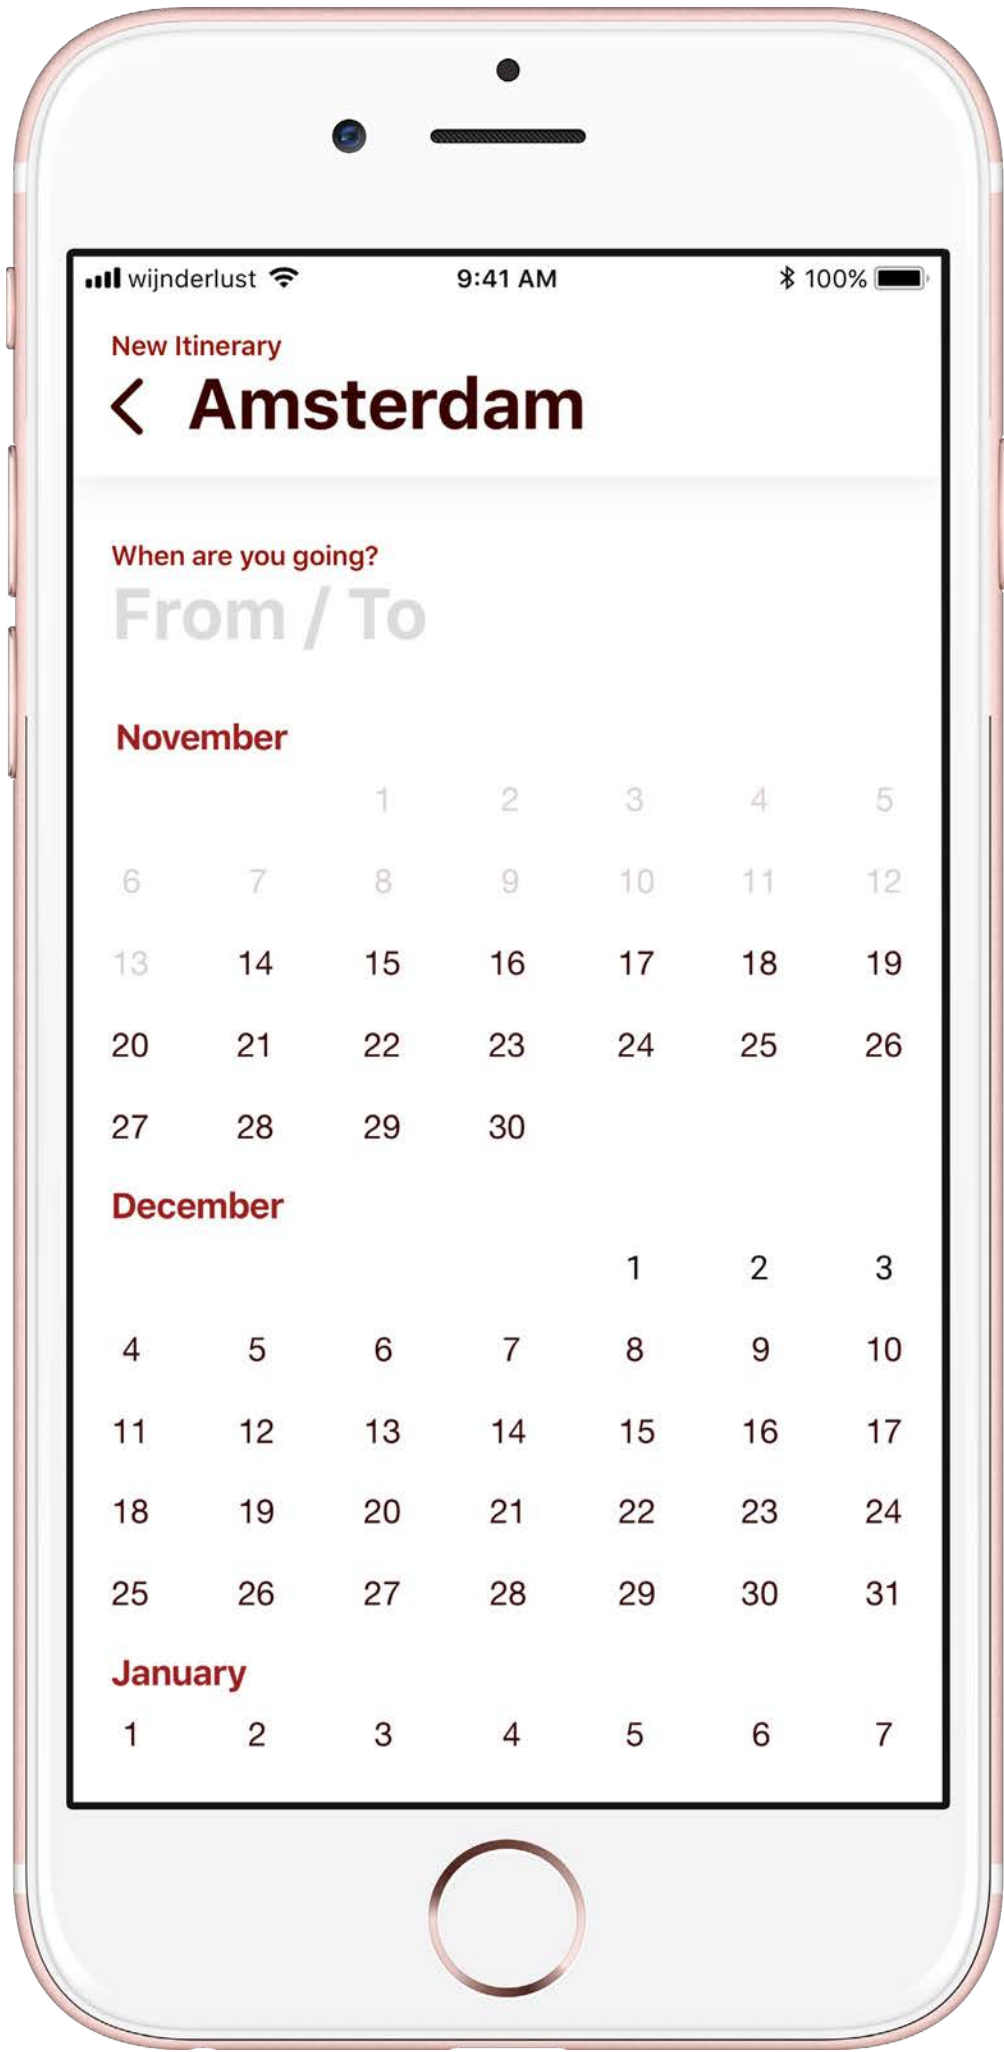 wijnderlust 9:41 AM 100%
New Itinerary
< Amsterdam
When are you going?
From / To
November
1 2 3 4 5
6 7 8 9 10 11 12
13 14 15 16 17 18 19
20 21 22 23 24 25 26
27 28 29 30
December
1 2 3
4 5 6 7 8 9 10
11 12 13 14 15 16 17
18 19 20 21 22 23 24
25 26 27 28 29 30 31
January
1 2 3 4 5 6 7